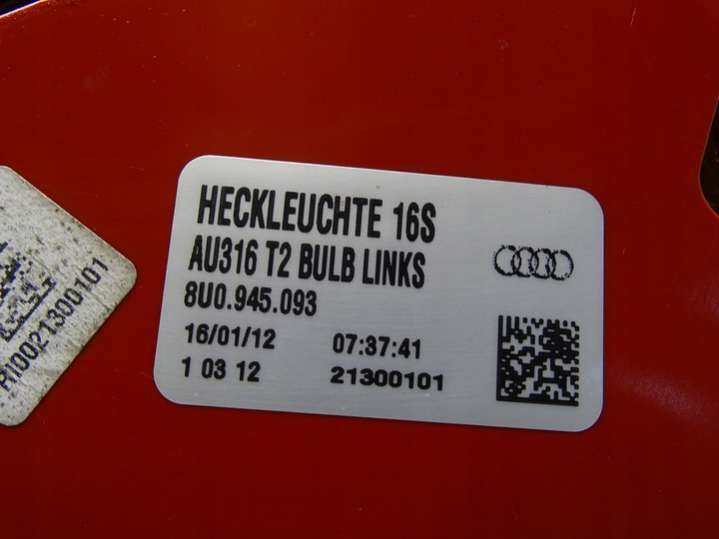 HECKLEUCHTE 16S
AU316 T2 BULB LINKS
8U0.945.093
16/01/12 07:37:41
1 03 12 21300101
0021300101